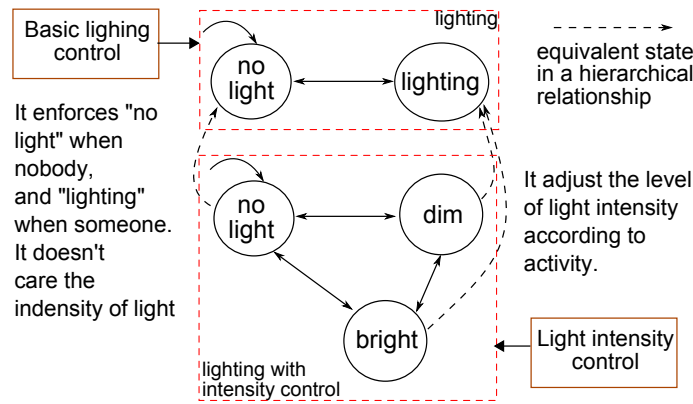 Basic lighing
control
lighting
no
light
lighting
equivalent state
in a hierarchical
relationship
It enforces "no
light" when
nobody,
and "lighting"
when someone.
It doesn't
care the
indensity of light
no
light
dim
bright
It adjust the level
of light intensity
according to
activity.
lighting with
intensity control
Light intensity
control